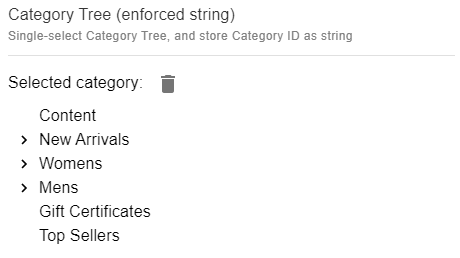 Category Tree (enforced string)
Single-select Category Tree, and store Category ID as string
Selected category:
Content
New Arrivals
Womens
Mens
Gift Certificates
Top Sellers